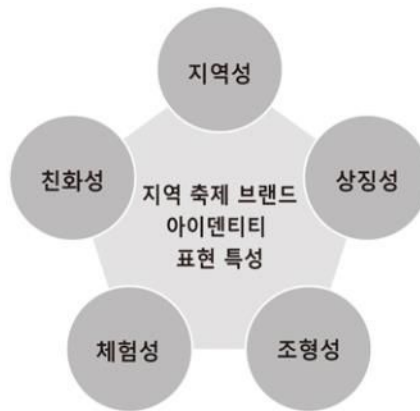 지역성
친화성
상징성
지역 축제 브랜드
아이덴티티
표현 특성
체험성
조형성